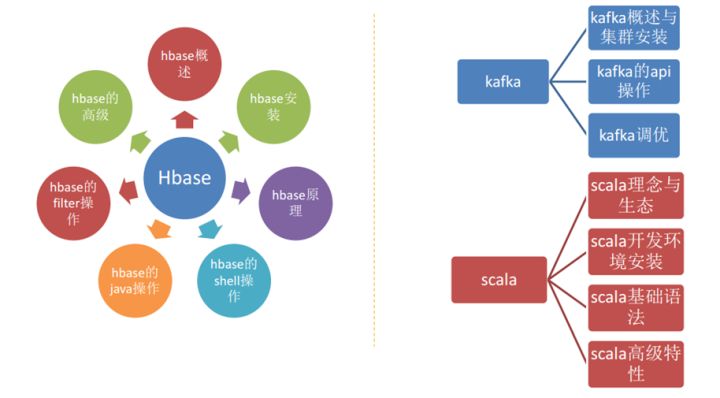 hbase概
述
hbase安
装
hbase原
理
hbase的
shell操
作
hbase的
java操作
hbase的
filter操
作
hbase的
高级
Hbase
kafka
kafka概述与
集群安装
kafka的api
操作
kafka调优
scala
scala理念与
生态
scala开发环
境安装
scala基础语
法
scala高级特
性